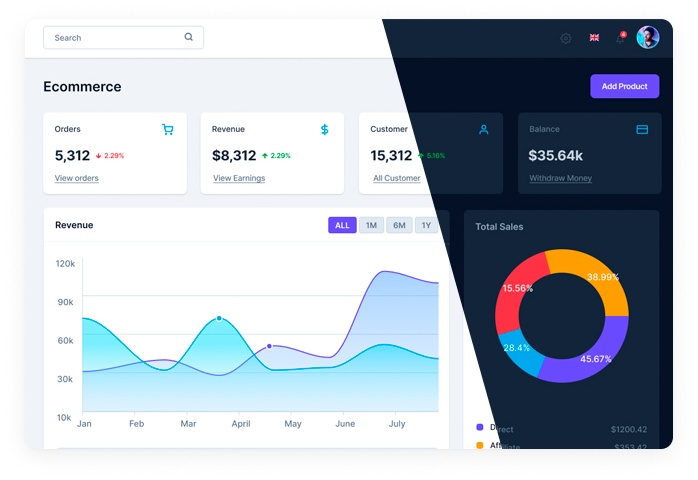 Search
4
Ecommerce
Add Product
Orders
5,312 2.29%
View orders
Revenue
$8,312 2.29%
View Earnings
Customer
15,312 5.16%
All Customer
Balance
$35.64k
Withdraw Money
Revenue
ALL 1M 6M 1Y
120k
90k
60k
30k
10k
Jan Feb Mar April May June July
Total Sales
38.99%
15.56%
28.4%
45.67%
Direct $1200.42
Affiliate $353.42